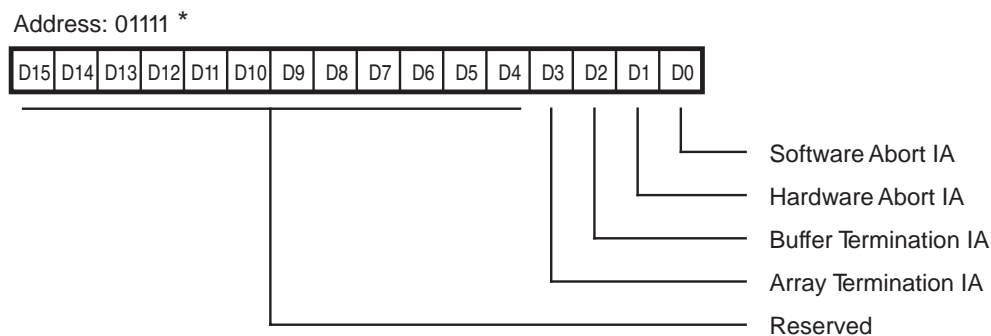 Address: 01111 *
D15 D14 D13 D12 D11 D10 D9 D8 D7 D6 D5 D4 D3 D2 D1 D0
Software Abort IA
Hardware Abort IA
Buffer Termination IA
Array Termination IA
Reserved